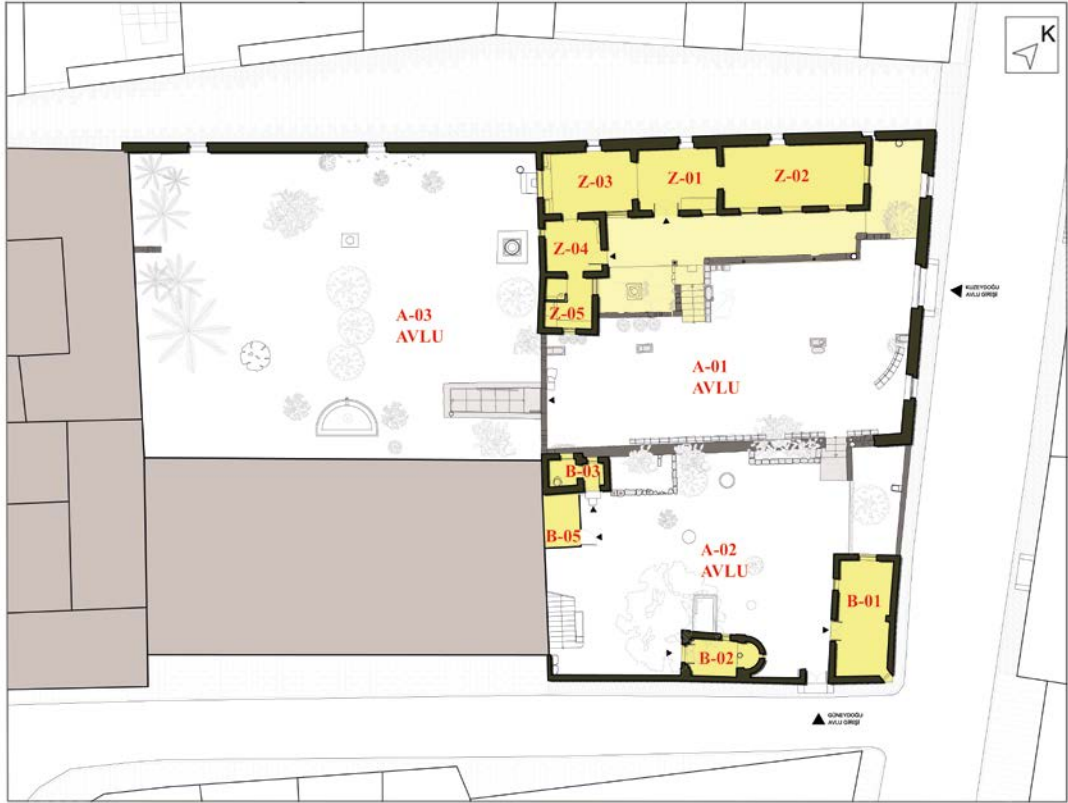 K
Z-03
Z-01
Z-02
Z-04
Z-05
KUZEYDOĞU
AVLU GİRİŞİ
A-03
AVLU
A-01
AVLU
B-03
B-05
A-02
AVLU
B-01
B-02
GÜNEYDOĞU
AVLU GİRİŞİ